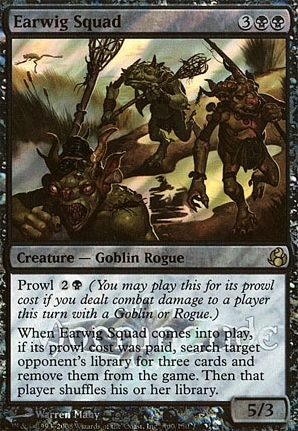 Earwig Squad 3
Creature — Goblin Rogue
Prowl 2 (You may play this for its prowl
cost if you dealt combat damage to a player
this turn with a Goblin or Rogue.)
When Earwig Squad comes into play,
if its prowl cost was paid, search target
opponent's library for three cards and
remove them from the game. Then that
player shuffles his or her library.
5/3